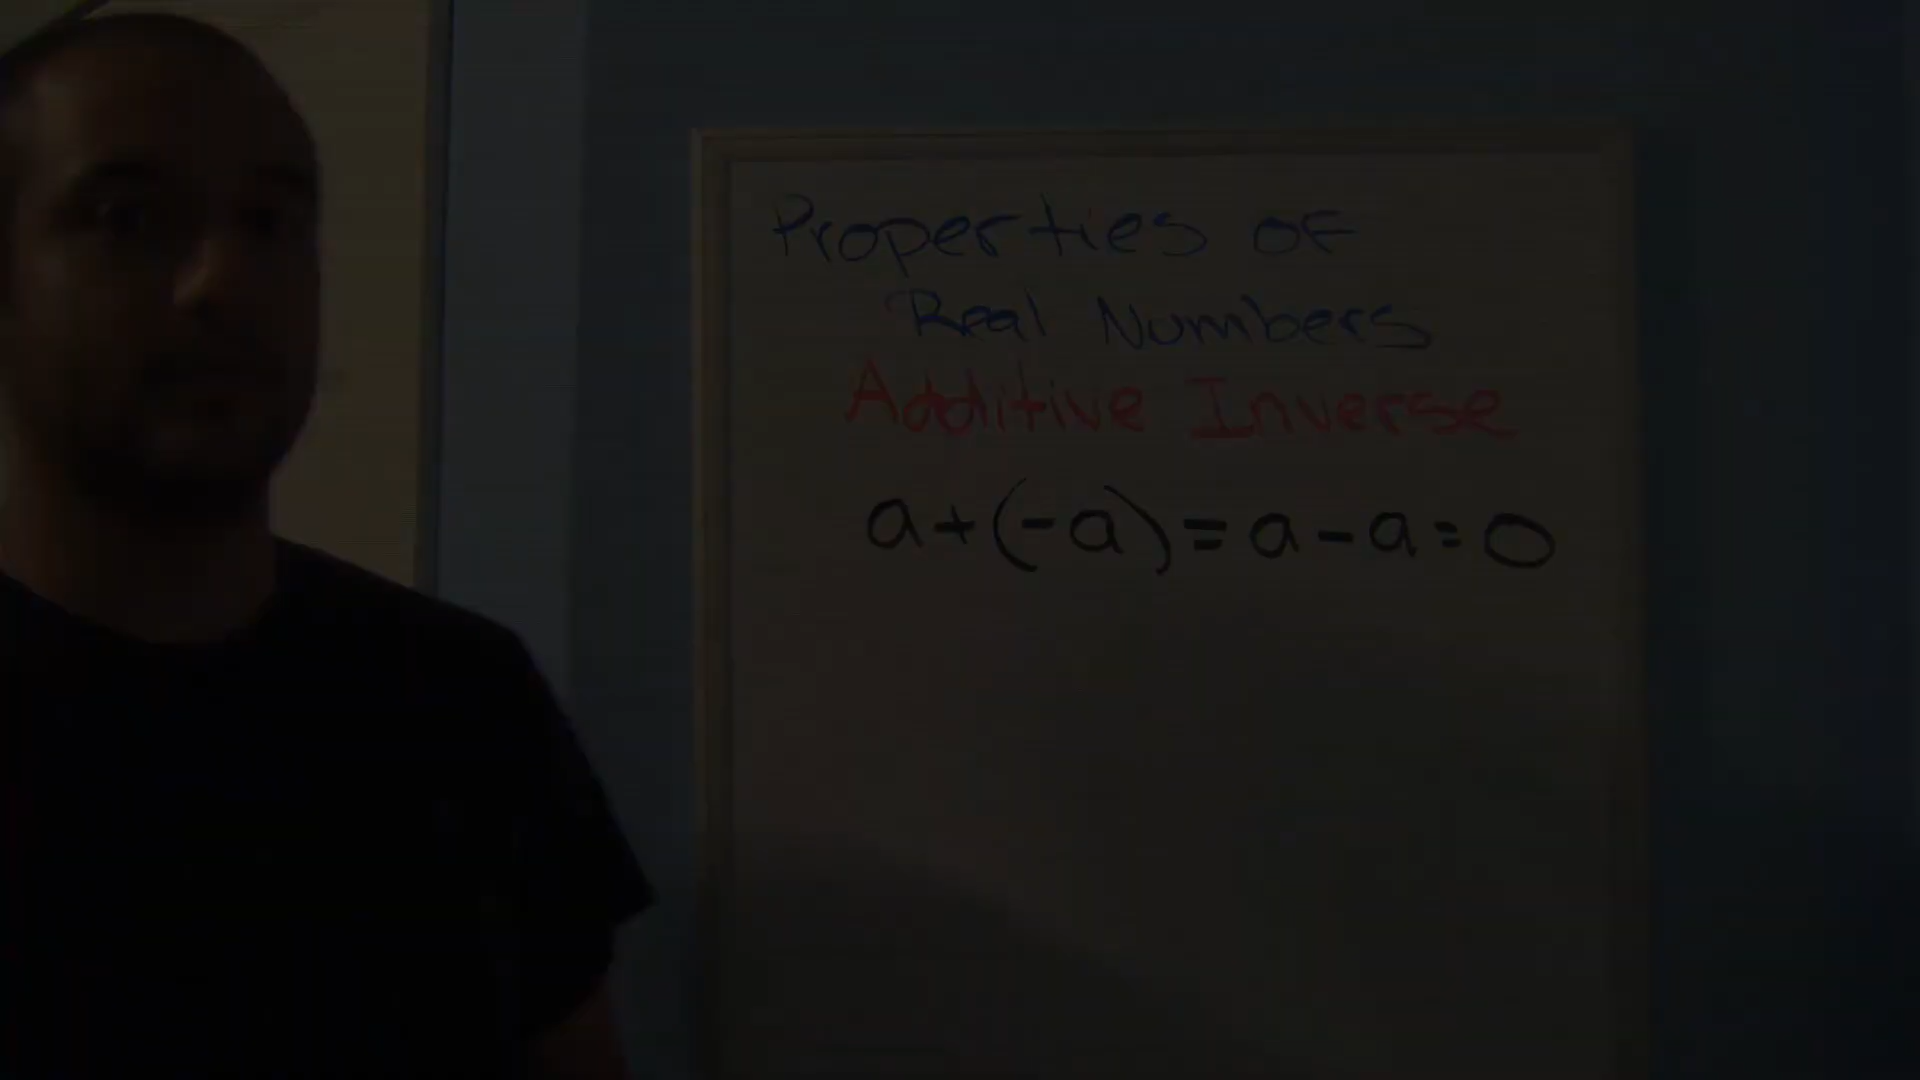 Properties of
Real Numbers
Additive Inverse
a+(-a)=a-a=0